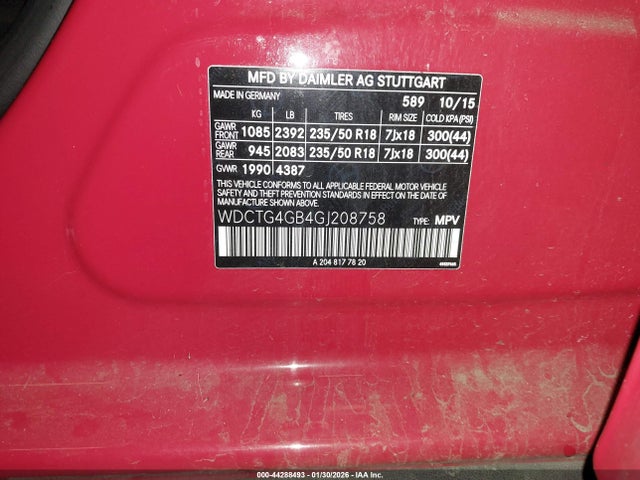 MFD BY DAIMLER AG STUTTGART
MADE IN GERMANY 589 10/15
KG LB TIRES RIM SIZE COLD KPA (PSI)
GAWR FRONT 1085 2392 235/50 R18 7Jx18 300(44)
GAWR REAR 945 2083 235/50 R18 7Jx18 300(44)
GVWR 1990 4387
THIS VEHICLE CONFORMS TO ALL APPLICABLE FEDERAL MOTOR VEHICLE
SAFETY, BUMPER, AND THEFT PREVENTION STANDARDS IN EFFECT ON THE
DATE OF MANUFACTURE SHOWN ABOVE.
WDCTG4GB4GJ208758 VEHICLE TYPE: MPV
A 204 817 78 20
000-44288493 - 01/30/2026 - IAAI.COM